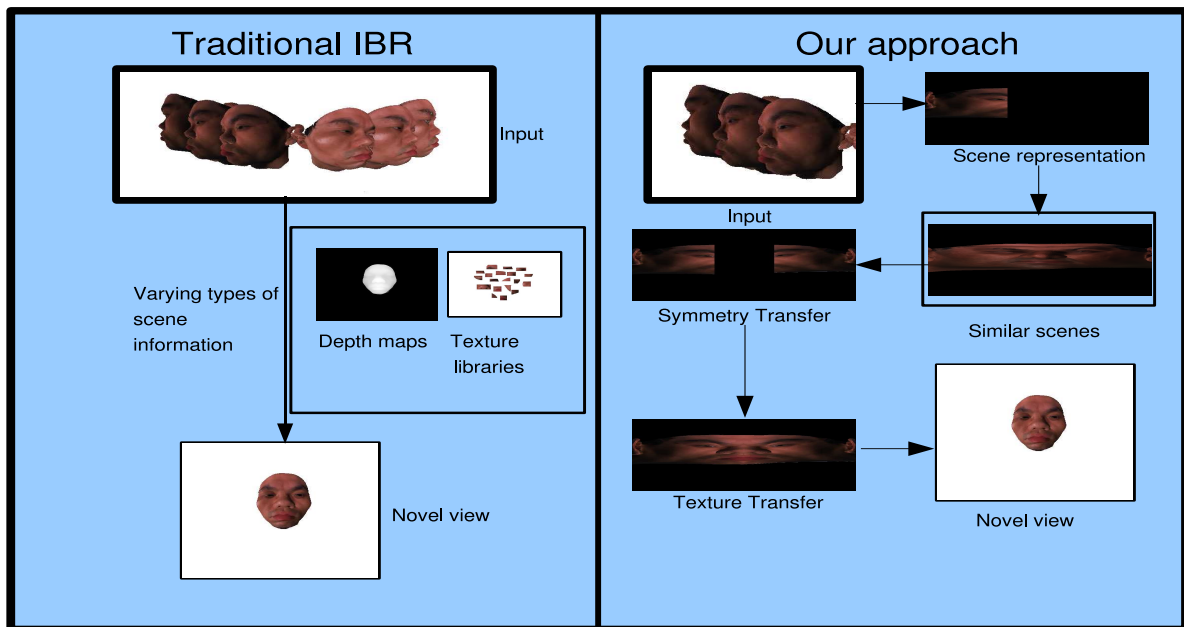 Traditional IBR
Input
Varying types of
scene
information
Depth maps
Texture
libraries
Novel view
Our approach
Input
Scene representation
Similar scenes
Symmetry Transfer
Texture Transfer
Novel view